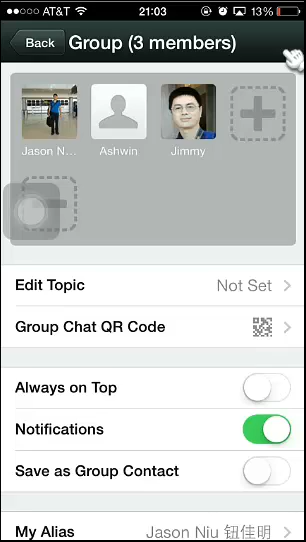 AT&T 21:03 13%
Back Group (3 members)
Jason N... Ashwin Jimmy
Edit Topic Not Set
Group Chat QR Code
Always on Top
Notifications
Save as Group Contact
My Alias Jason Niu 钮佳明